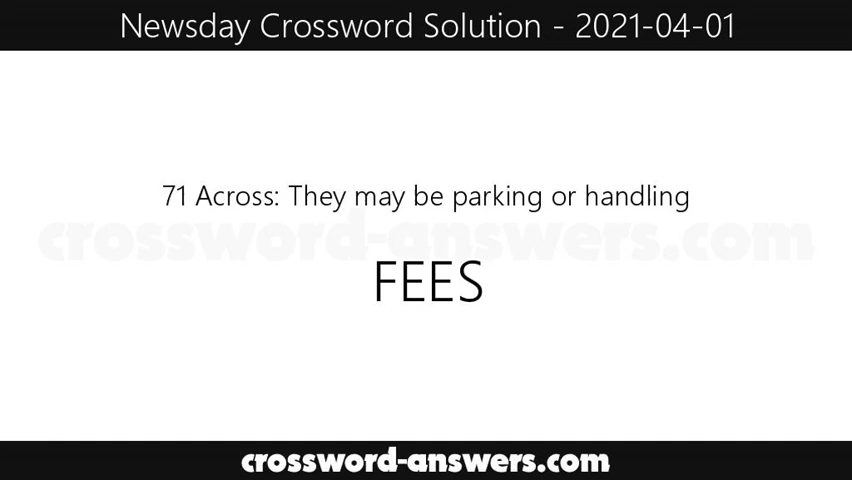 Newsday Crossword Solution - 2021-04-01
71 Across: They may be parking or handling
crossword-answers.com
FEES
crossword-answers.com